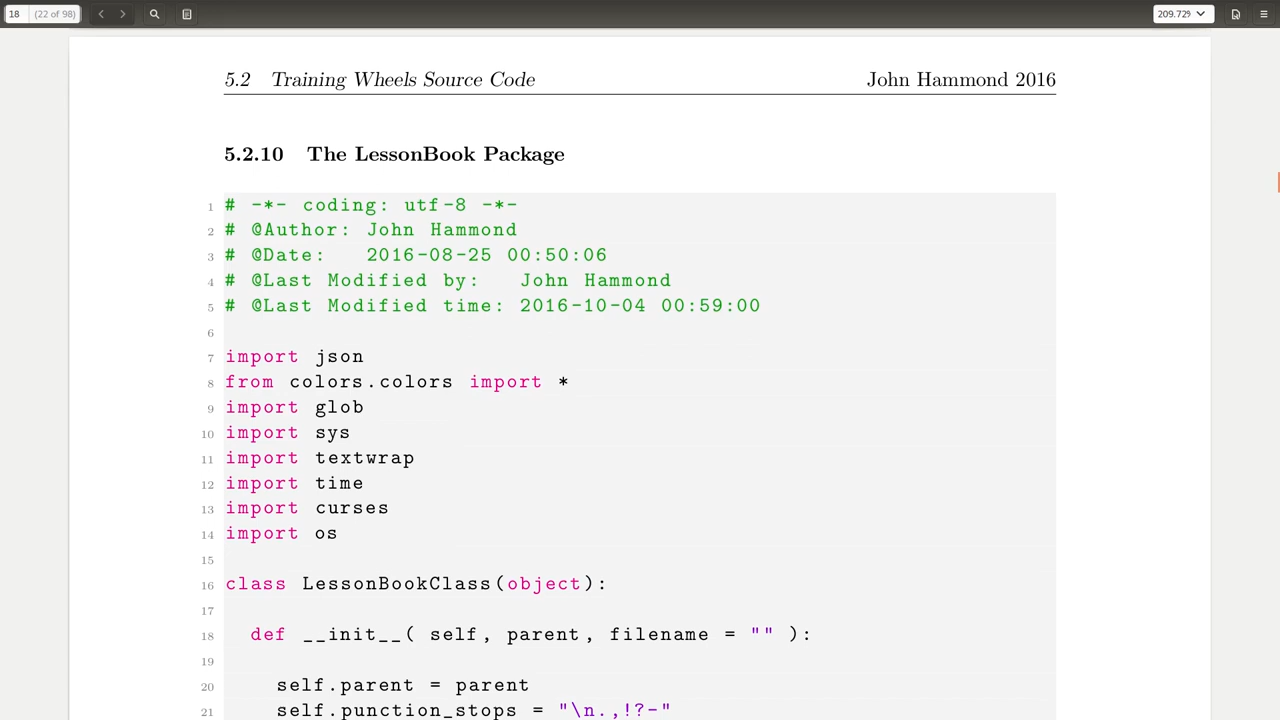 18 (22 of 98) 209.72%
5.2 Training Wheels Source Code John Hammond 2016
5.2.10 The LessonBook Package
1 # -*- coding: utf-8 -*-
2 # @Author: John Hammond
3 # @Date: 2016-08-25 00:50:06
4 # @Last Modified by: John Hammond
5 # @Last Modified time: 2016-10-04 00:59:00
6
7 import json
8 from colors.colors import *
9 import glob
10 import sys
11 import textwrap
12 import time
13 import curses
14 import os
15
16 class LessonBookClass(object):
17
18 def __init__( self, parent, filename = "" ):
19
20 self.parent = parent
21 self.punction_stops = "\n.,!?-"